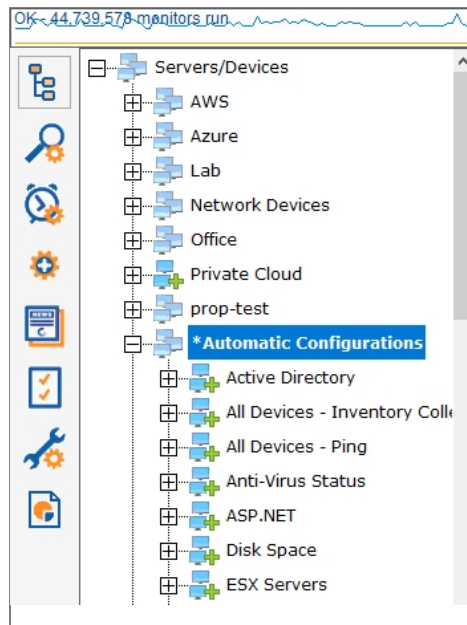 OK - 44,739,578 monitors run
Servers/Devices
AWS
Azure
Lab
Network Devices
Office
Private Cloud
prop-test
*Automatic Configurations
Active Directory
All Devices - Inventory Colle
All Devices - Ping
Anti-Virus Status
ASP.NET
Disk Space
ESX Servers
NEWS